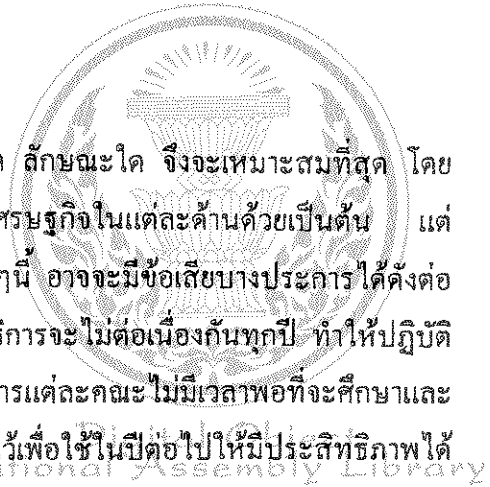 ลักษณะใด จึงจะเหมาะสมที่สุด โดย
เศรษฐกิจในแต่ละด้านด้วยเป็นต้น แต่
ๆนี้ อาจจะมีข้อเสียบางประการได้ดังต่อ
ธิการจะไม่ต่อเนื่องกันทุกปี ทำให้ปฏิบัติ
การแต่ละคณะไม่มีเวลาพอที่จะศึกษาและ
ไว้เพื่อใช้ในปีต่อไปให้มีประสิทธิภาพได้
National Assembly Library